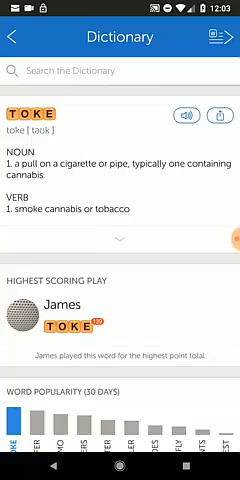 12:03
Dictionary
Search the Dictionary
TOKE
toke [ təʊk ]
NOUN
1. a pull on a cigarette or pipe, typically one containing
cannabis.
VERB
1. smoke cannabis or tobacco
HIGHEST SCORING PLAY
James
TOKE
James played this word for the highest point total.
WORD POPULARITY (30 DAYS)